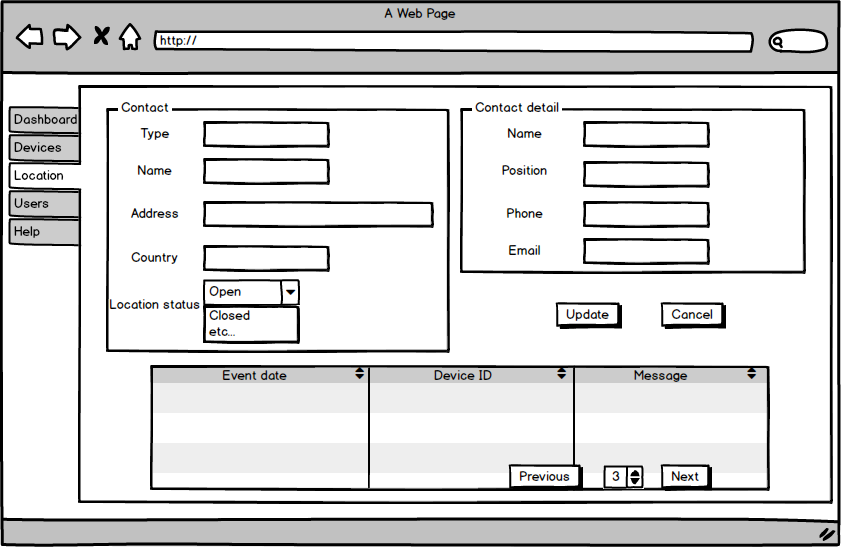 A Web Page
http://
Dashboard
Devices
Location
Users
Help
Contact
Type
Name
Address
Country
Location status
Open
Closed
etc...
Contact detail
Name
Position
Phone
Email
Update
Cancel
Event date
Device ID
Message
Previous
3
Next